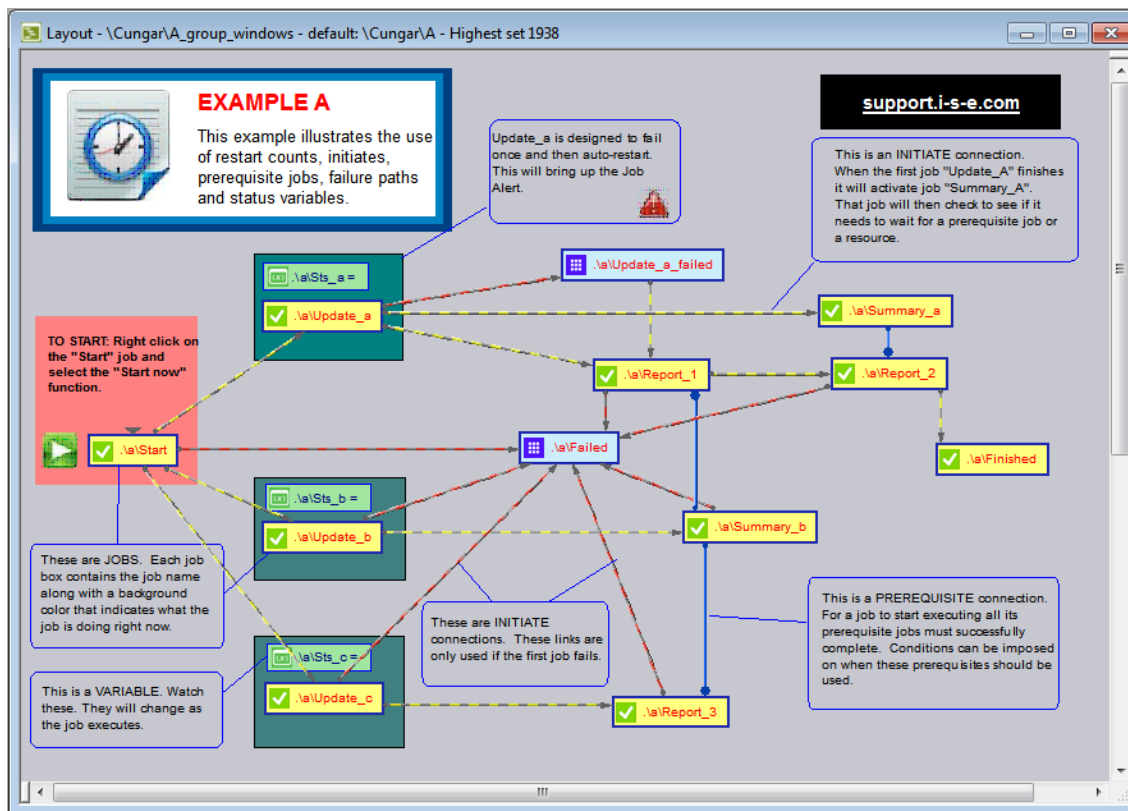 Layout - \Cungar\A_group_windows - default: \Cungar\A - Highest set 1938
EXAMPLE A
This example illustrates the use
of restart counts, initiates,
prerequisite jobs, failure paths
and status variables.
Update_a is designed to fail
once and then auto-restart.
This will bring up the Job
Alert.
support.i-s-e.com
This is an INITIATE connection.
When the first job "Update_A" finishes
it will activate job "Summary_A".
That job will then check to see if it
needs to wait for a prerequisite job or
a resource.
.\a\Sts_a =
.\a\Update_a
.\a\Update_a_failed
.\a\Summary_a
TO START: Right click on
the "Start" job and
select the "Start now"
function.
.\a\Report_1
.\a\Report_2
.\a\Start
.\a\Failed
.\a\Finished
.\a\Sts_b =
.\a\Update_b
.\a\Summary_b
These are JOBS. Each job
box contains the job name
along with a background
color that indicates what the
job is doing right now.
These are INITIATE
connections. These links are
only used if the first job fails.
This is a PREREQUISITE connection.
For a job to start executing all its
prerequisite jobs must successfully
complete. Conditions can be imposed
on when these prerequisites should be
used.
.\a\Sts_c =
.\a\Update_c
.\a\Report_3
This is a VARIABLE. Watch
these. They will change as
the job executes.